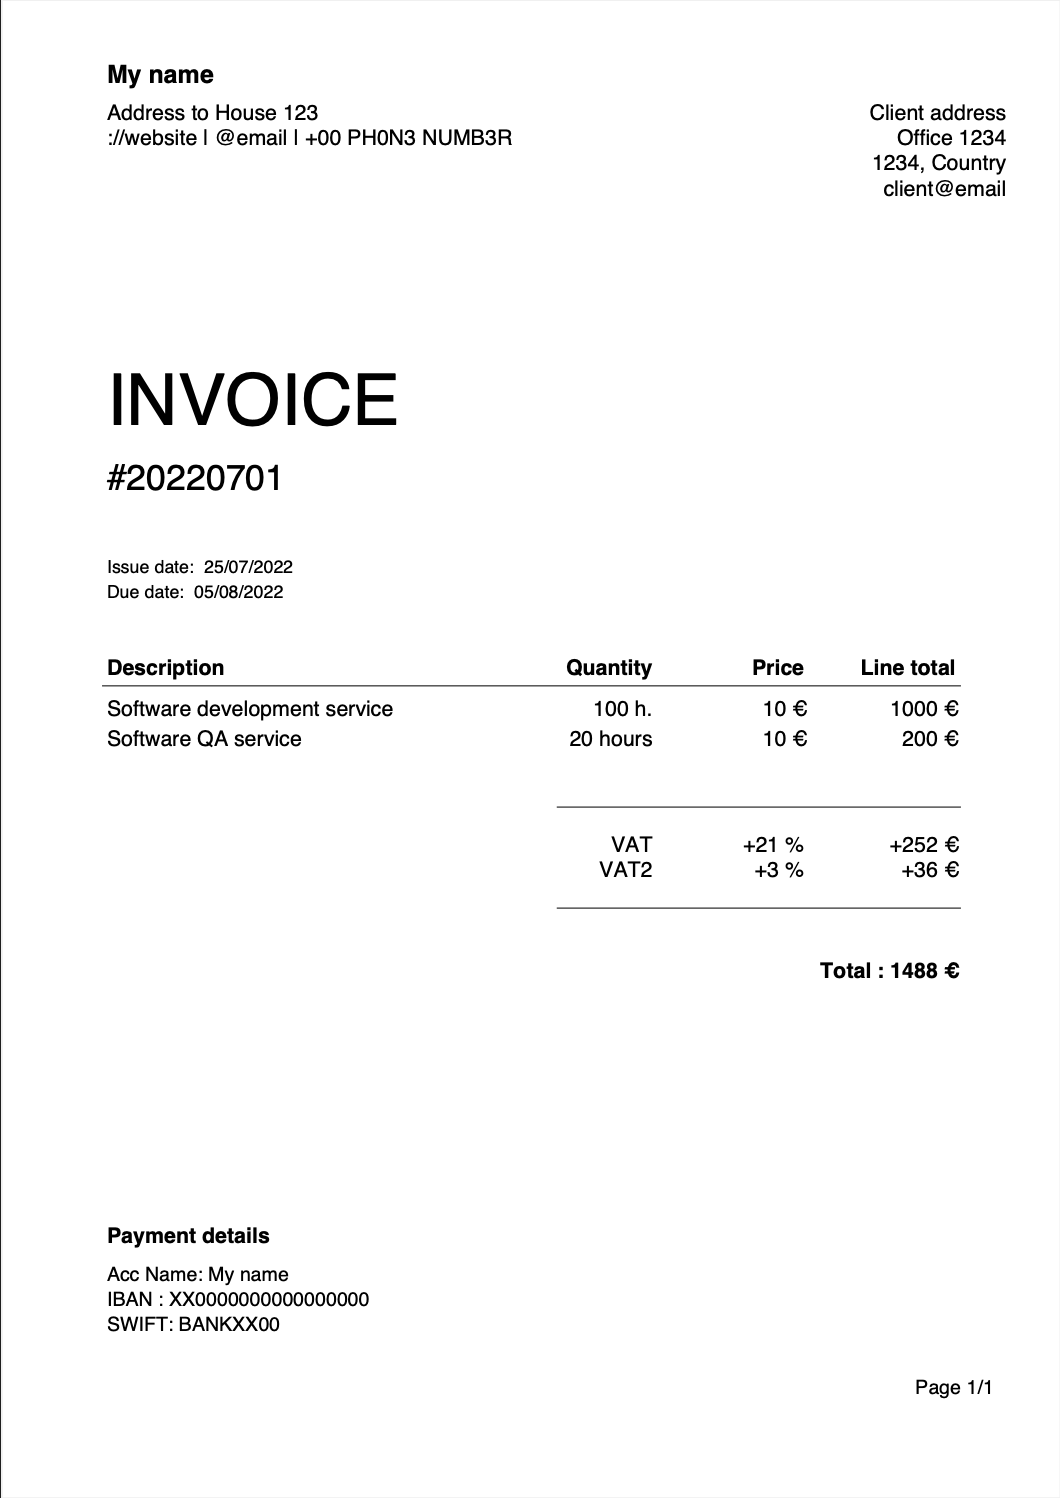 My name
Address to House 123
://website | @email | +00 PH0N3 NUMB3R
Client address
Office 1234
1234, Country
client@email
INVOICE
#20220701
Issue date: 25/07/2022
Due date: 05/08/2022
Description Quantity Price Line total
Software development service 100 h. 10 € 1000 €
Software QA service 20 hours 10 € 200 €
VAT +21 % +252 €
VAT2 +3 % +36 €
Total : 1488 €
Payment details
Acc Name: My name
IBAN : XX0000000000000000
SWIFT: BANKXX00
Page 1/1